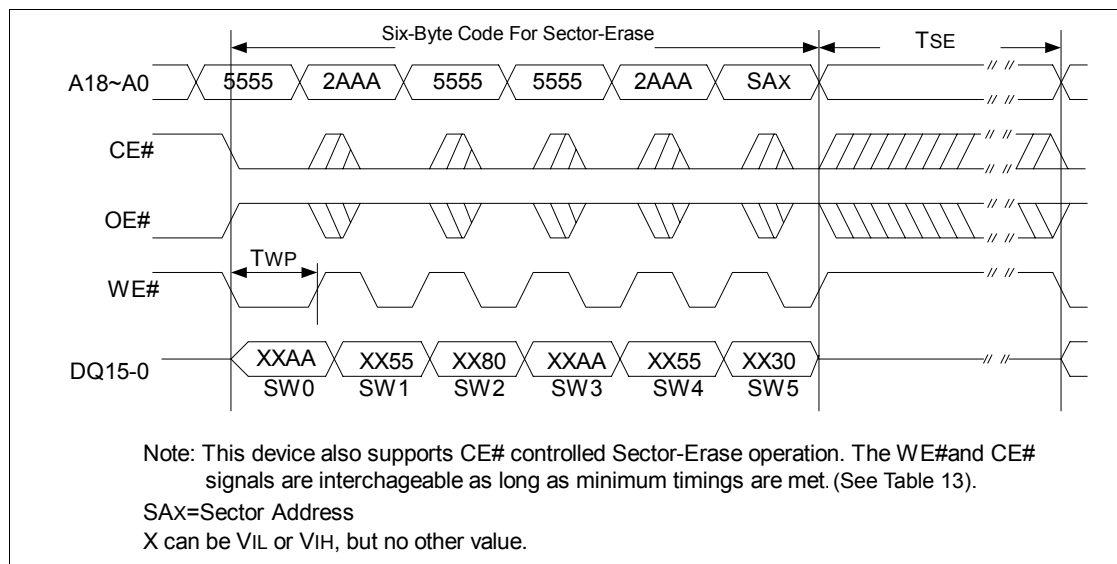 Six-Byte Code For Sector-Erase
TSE
A18~A0
5555 2AAA 5555 5555 2AAA SAX
CE#
OE#
TWP
WE#
DQ15-0
XXAA XX55 XX80 XXAA XX55 XX30
SW0 SW1 SW2 SW3 SW4 SW5
Note: This device also supports CE# controlled Sector-Erase operation. The WE#and CE#
signals are interchageable as long as minimum timings are met. (See Table 13).
SAX=Sector Address
X can be VIL or VIH, but no other value.